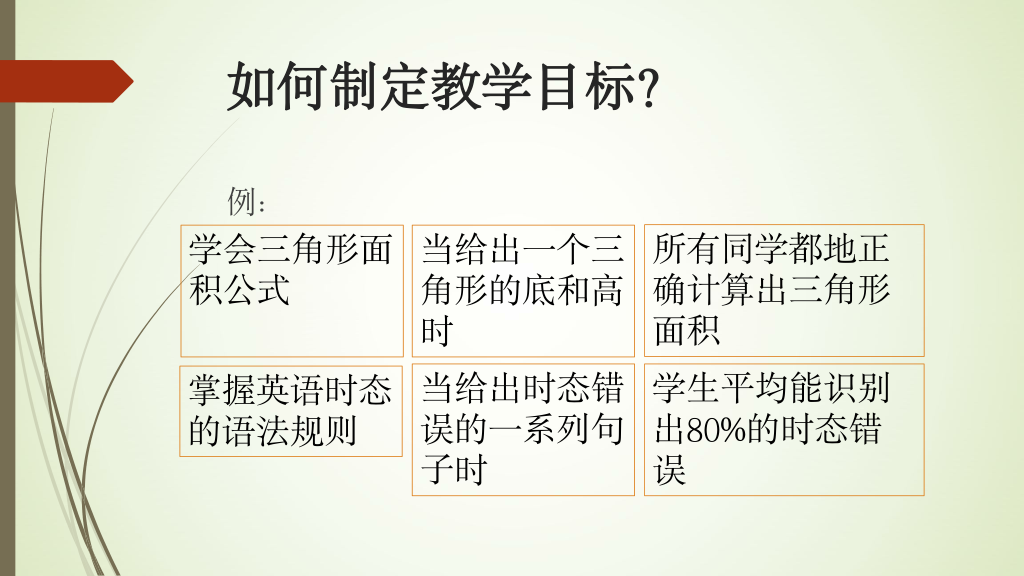 如何制定教学目标?
例:
学会三角形面
积公式
当给出一个三
角形的底和高
时
所有同学都地正
确计算出三角形
面积
掌握英语时态
的语法规则
当给出时态错
误的一系列句
子时
学生平均能识别
出80%的时态错
误